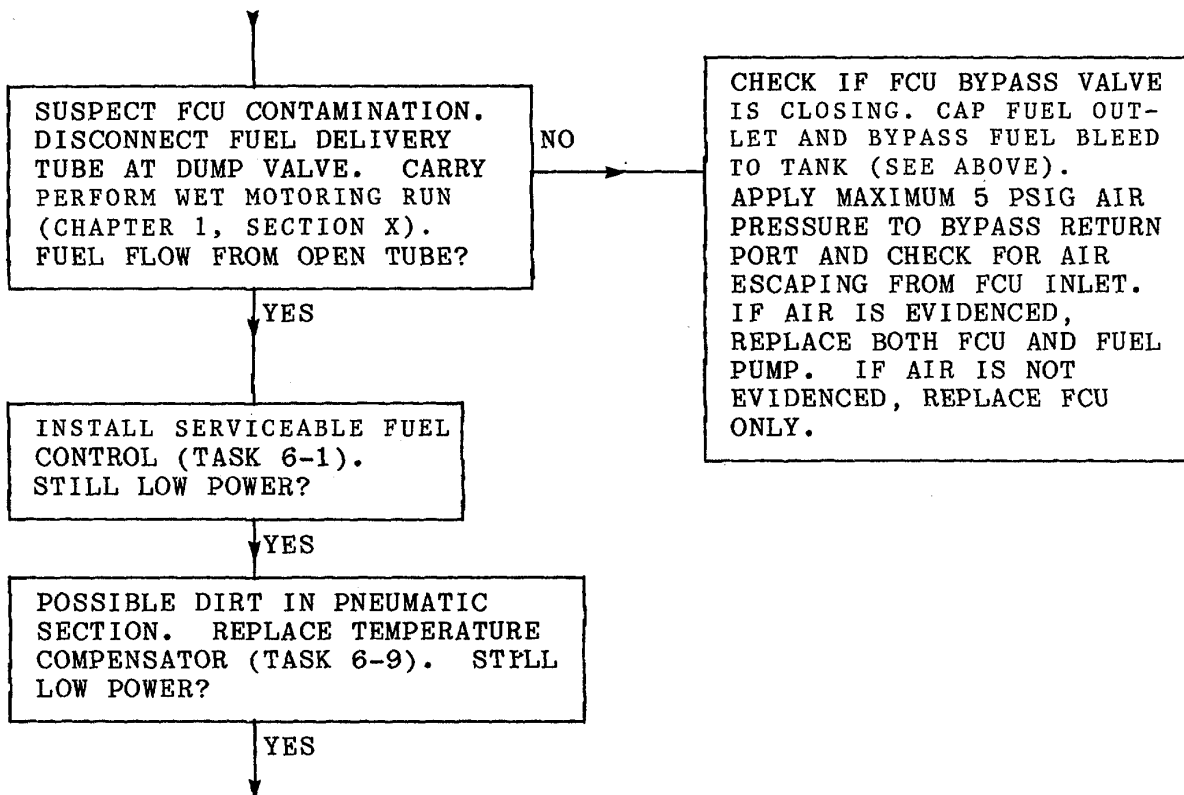 SUSPECT FCU CONTAMINATION.
DISCONNECT FUEL DELIVERY
TUBE AT DUMP VALVE. CARRY
PERFORM WET MOTORING RUN
(CHAPTER 1, SECTION X).
FUEL FLOW FROM OPEN TUBE?
NO
CHECK IF FCU BYPASS VALVE
IS CLOSING. CAP FUEL OUT-
LET AND BYPASS FUEL BLEED
TO TANK (SEE ABOVE).
APPLY MAXIMUM 5 PSIG AIR
PRESSURE TO BYPASS RETURN
PORT AND CHECK FOR AIR
ESCAPING FROM FCU INLET.
IF AIR IS EVIDENCED,
REPLACE BOTH FCU AND FUEL
PUMP. IF AIR IS NOT
EVIDENCED, REPLACE FCU
ONLY.
YES
INSTALL SERVICEABLE FUEL
CONTROL (TASK 6-1).
STILL LOW POWER?
YES
POSSIBLE DIRT IN PNEUMATIC
SECTION. REPLACE TEMPERATURE
COMPENSATOR (TASK 6-9). STILL
LOW POWER?
YES